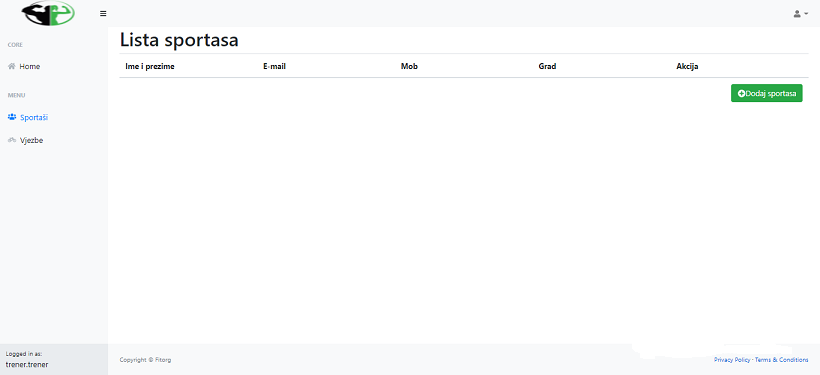 CORE
Home
MENU
Sportaši
Vjezbe
Logged in as:
trener.trener
Lista sportasa
Ime i prezime E-mail Mob Grad Akcija
Dodaj sportasa
Copyright © Fitorg
Privacy Policy · Terms & Conditions